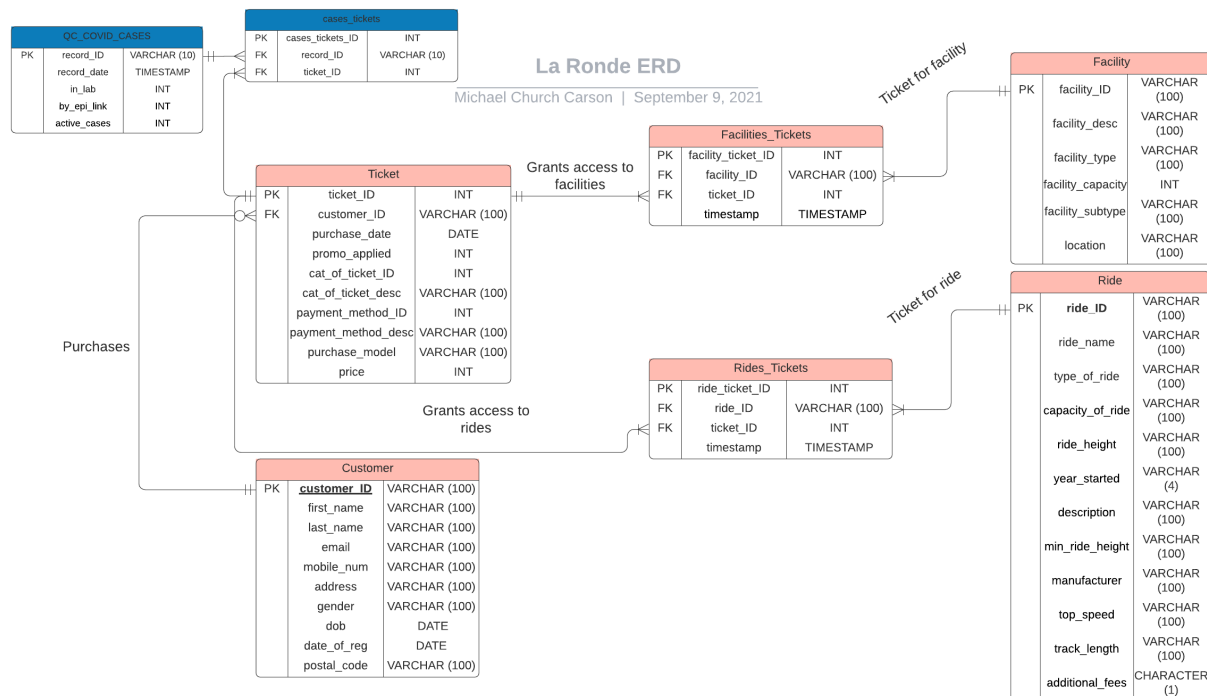 La Ronde ERD
Michael Church Carson | September 9, 2021
QC_COVID_CASES
PK record_ID VARCHAR (10)
record_date TIMESTAMP
in_lab INT
by_epi_link INT
active_cases INT
cases_tickets
PK cases_tickets_ID INT
FK record_ID VARCHAR (10)
FK ticket_ID INT
Ticket
PK ticket_ID INT
FK customer_ID VARCHAR (100)
purchase_date DATE
promo_applied INT
cat_of_ticket_ID INT
cat_of_ticket_desc VARCHAR (100)
payment_method_ID INT
payment_method_desc VARCHAR (100)
purchase_model VARCHAR (100)
price INT
Grants access to
facilities
Facilities_Tickets
PK facility_ticket_ID INT
FK facility_ID VARCHAR (100)
FK ticket_ID INT
timestamp TIMESTAMP
Ticket for facility
Facility
PK facility_ID VARCHAR
(100)
facility_desc VARCHAR
(100)
facility_type VARCHAR
(100)
facility_capacity INT
facility_subtype VARCHAR
(100)
location VARCHAR
(100)
Purchases
Grants access to
rides
Rides_Tickets
PK ride_ticket_ID INT
FK ride_ID VARCHAR (100)
FK ticket_ID INT
timestamp TIMESTAMP
Ticket for ride
Ride
PK ride_ID VARCHAR
(100)
ride_name VARCHAR
(100)
type_of_ride VARCHAR
(100)
capacity_of_ride VARCHAR
(100)
ride_height VARCHAR
(100)
year_started VARCHAR
(4)
description VARCHAR
(100)
min_ride_height VARCHAR
(100)
manufacturer VARCHAR
(100)
top_speed VARCHAR
(100)
track_length VARCHAR
(100)
additional_fees CHARACTER
(1)
Customer
PK customer_ID VARCHAR (100)
first_name VARCHAR (100)
last_name VARCHAR (100)
email VARCHAR (100)
mobile_num VARCHAR (100)
address VARCHAR (100)
gender VARCHAR (100)
dob DATE
date_of_reg DATE
postal_code VARCHAR (100)